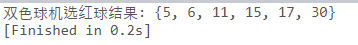 双色球机选红球结果: {5, 6, 11, 15, 17, 30}
[Finished in 0.2s]